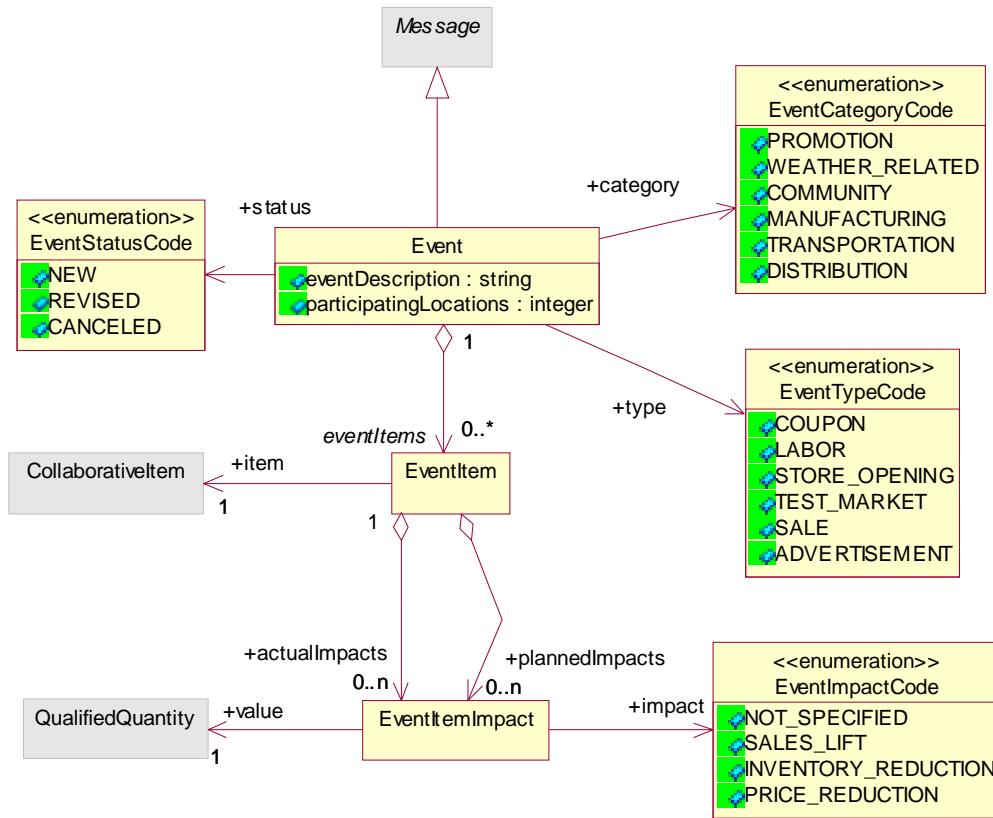 Message
<<enumeration>>
EventCategoryCode
PROMOTION
WEATHER_RELATED
COMMUNITY
MANUFACTURING
TRANSPORTATION
DISTRIBUTION
+category
+status
<<enumeration>>
EventStatusCode
NEW
REVISED
CANCELED
Event
eventDescription : string
participatingLocations : integer
1
+type
<<enumeration>>
EventTypeCode
COUPON
LABOR
STORE_OPENING
TEST_MARKET
SALE
ADVERTISEMENT
eventItems
0..*
CollaborativeItem
+item
1
EventItem
1
+actualImpacts
0..n
+plannedImpacts
0..n
QualifiedQuantity
+value
1
EventItemImpact
+impact
<<enumeration>>
EventImpactCode
NOT_SPECIFIED
SALES_LIFT
INVENTORY_REDUCTION
PRICE_REDUCTION